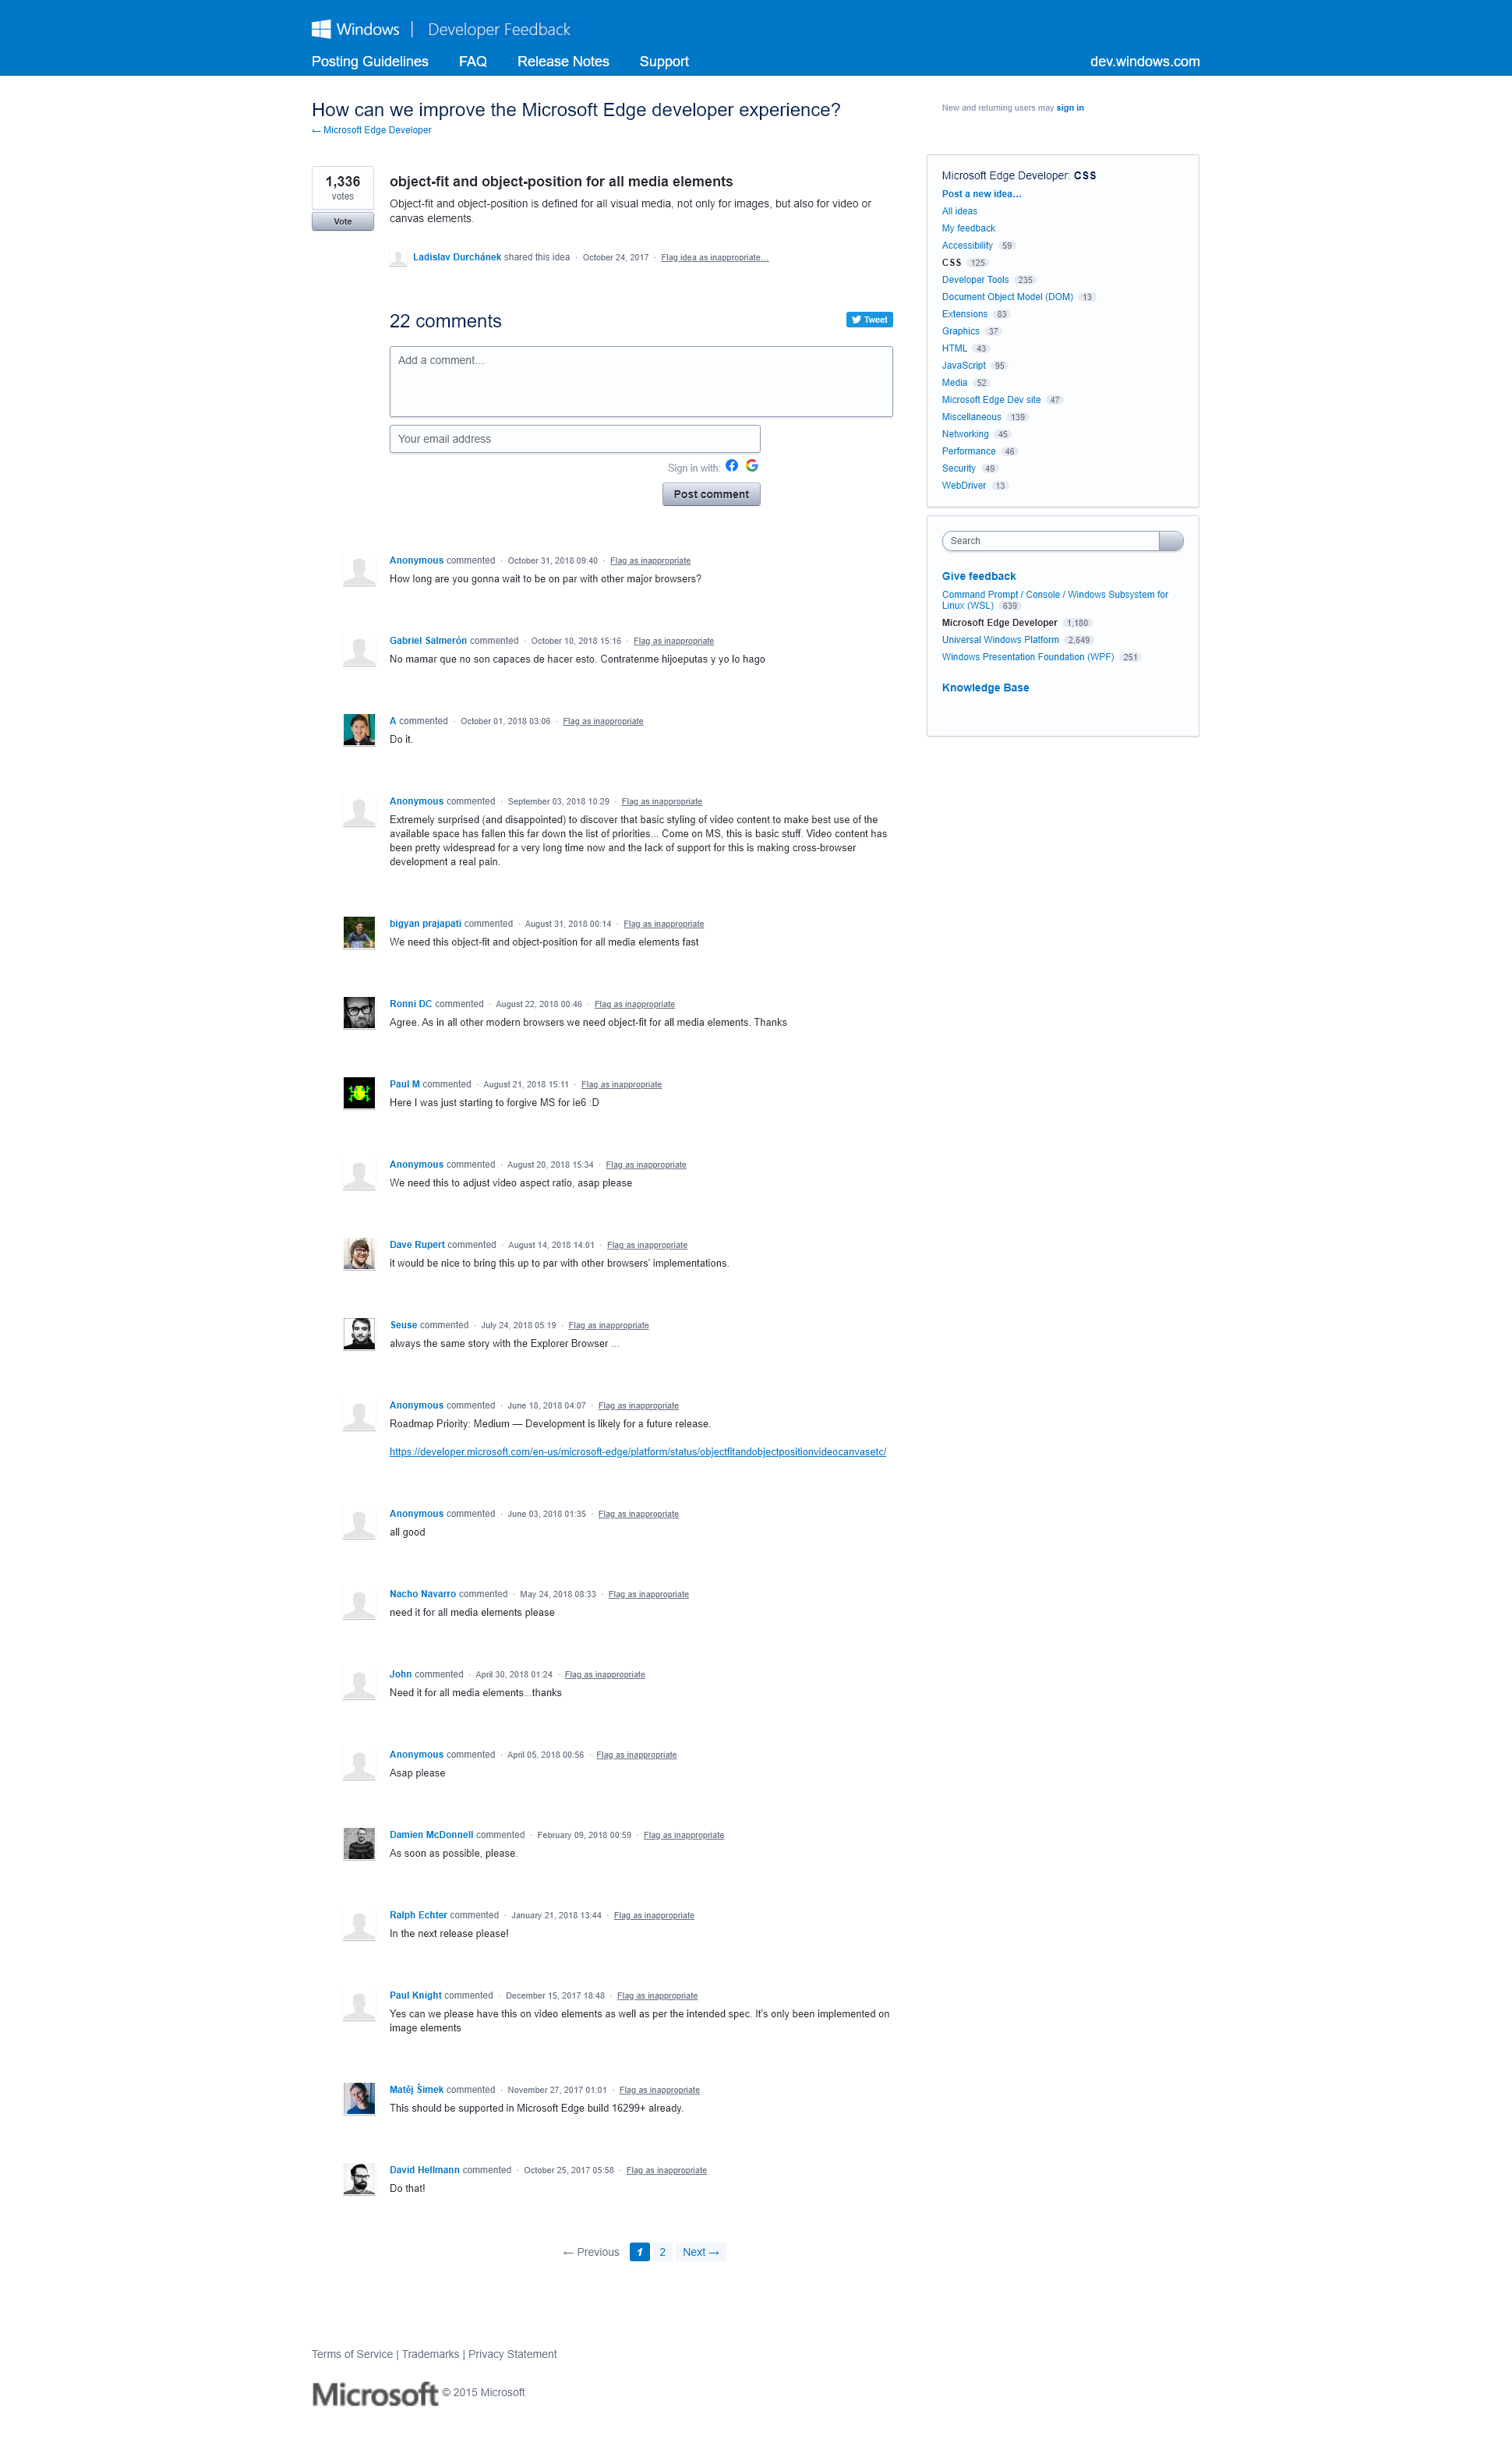 Windows | Developer Feedback
Posting Guidelines FAQ Release Notes Support dev.windows.com
How can we improve the Microsoft Edge developer experience?
← Microsoft Edge Developer
New and returning users may sign in
1,336
votes
Vote
object-fit and object-position for all media elements
Object-fit and object-position is defined for all visual media, not only for images, but also for video or
canvas elements.
Ladislav Durchánek shared this idea · October 24, 2017 · Flag idea as inappropriate…
22 comments
Tweet
Add a comment…
Your email address
Sign in with:
Post comment
Anonymous commented · October 31, 2018 09:40 · Flag as inappropriate
How long are you gonna wait to be on par with other major browsers?
Gabriel Salmerón commented · October 10, 2018 15:16 · Flag as inappropriate
No mamar que no son capaces de hacer esto. Contratenme hijoeputas y yo lo hago
A commented · October 01, 2018 03:06 · Flag as inappropriate
Do it.
Anonymous commented · September 03, 2018 10:29 · Flag as inappropriate
Extremely surprised (and disappointed) to discover that basic styling of video content to make best use of the
available space has fallen this far down the list of priorities... Come on MS, this is basic stuff. Video content has
been pretty widespread for a very long time now and the lack of support for this is making cross-browser
development a real pain.
bigyan prajapati commented · August 31, 2018 00:14 · Flag as inappropriate
We need this object-fit and object-position for all media elements fast
Ronni DC commented · August 22, 2018 00:46 · Flag as inappropriate
Agree. As in all other modern browsers we need object-fit for all media elements. Thanks
Paul M commented · August 21, 2018 15:11 · Flag as inappropriate
Here I was just starting to forgive MS for ie6 :D
Anonymous commented · August 20, 2018 15:34 · Flag as inappropriate
We need this to adjust video aspect ratio, asap please
Dave Rupert commented · August 14, 2018 14:01 · Flag as inappropriate
it would be nice to bring this up to par with other browsers' implementations.
Seuse commented · July 24, 2018 05:19 · Flag as inappropriate
always the same story with the Explorer Browser ...
Anonymous commented · June 18, 2018 04:07 · Flag as inappropriate
Roadmap Priority: Medium — Development is likely for a future release.
https://developer.microsoft.com/en-us/microsoft-edge/platform/status/objectfitandobjectpositionvideocanvasetc/
Anonymous commented · June 03, 2018 01:35 · Flag as inappropriate
all good
Nacho Navarro commented · May 24, 2018 08:33 · Flag as inappropriate
need it for all media elements please
John commented · April 30, 2018 01:24 · Flag as inappropriate
Need it for all media elements...thanks
Anonymous commented · April 05, 2018 00:56 · Flag as inappropriate
Asap please
Damien McDonnell commented · February 09, 2018 00:59 · Flag as inappropriate
As soon as possible, please.
Ralph Echter commented · January 21, 2018 13:44 · Flag as inappropriate
In the next release please!
Paul Knight commented · December 15, 2017 18:48 · Flag as inappropriate
Yes can we please have this on video elements as well as per the intended spec. It's only been implemented on
image elements
Matěj Šimek commented · November 27, 2017 01:01 · Flag as inappropriate
This should be supported in Microsoft Edge build 16299+ already.
David Hellmann commented · October 25, 2017 05:58 · Flag as inappropriate
Do that!
← Previous 1 2 Next →
Microsoft Edge Developer: CSS
Post a new idea…
All ideas
My feedback
Accessibility 59
CSS 125
Developer Tools 235
Document Object Model (DOM) 13
Extensions 83
Graphics 37
HTML 43
JavaScript 95
Media 52
Microsoft Edge Dev site 47
Miscellaneous 139
Networking 45
Performance 46
Security 49
WebDriver 13
Search
Give feedback
Command Prompt / Console / Windows Subsystem for
Linux (WSL) 639
Microsoft Edge Developer 1,180
Universal Windows Platform 2,649
Windows Presentation Foundation (WPF) 251
Knowledge Base
Terms of Service | Trademarks | Privacy Statement
Microsoft © 2015 Microsoft